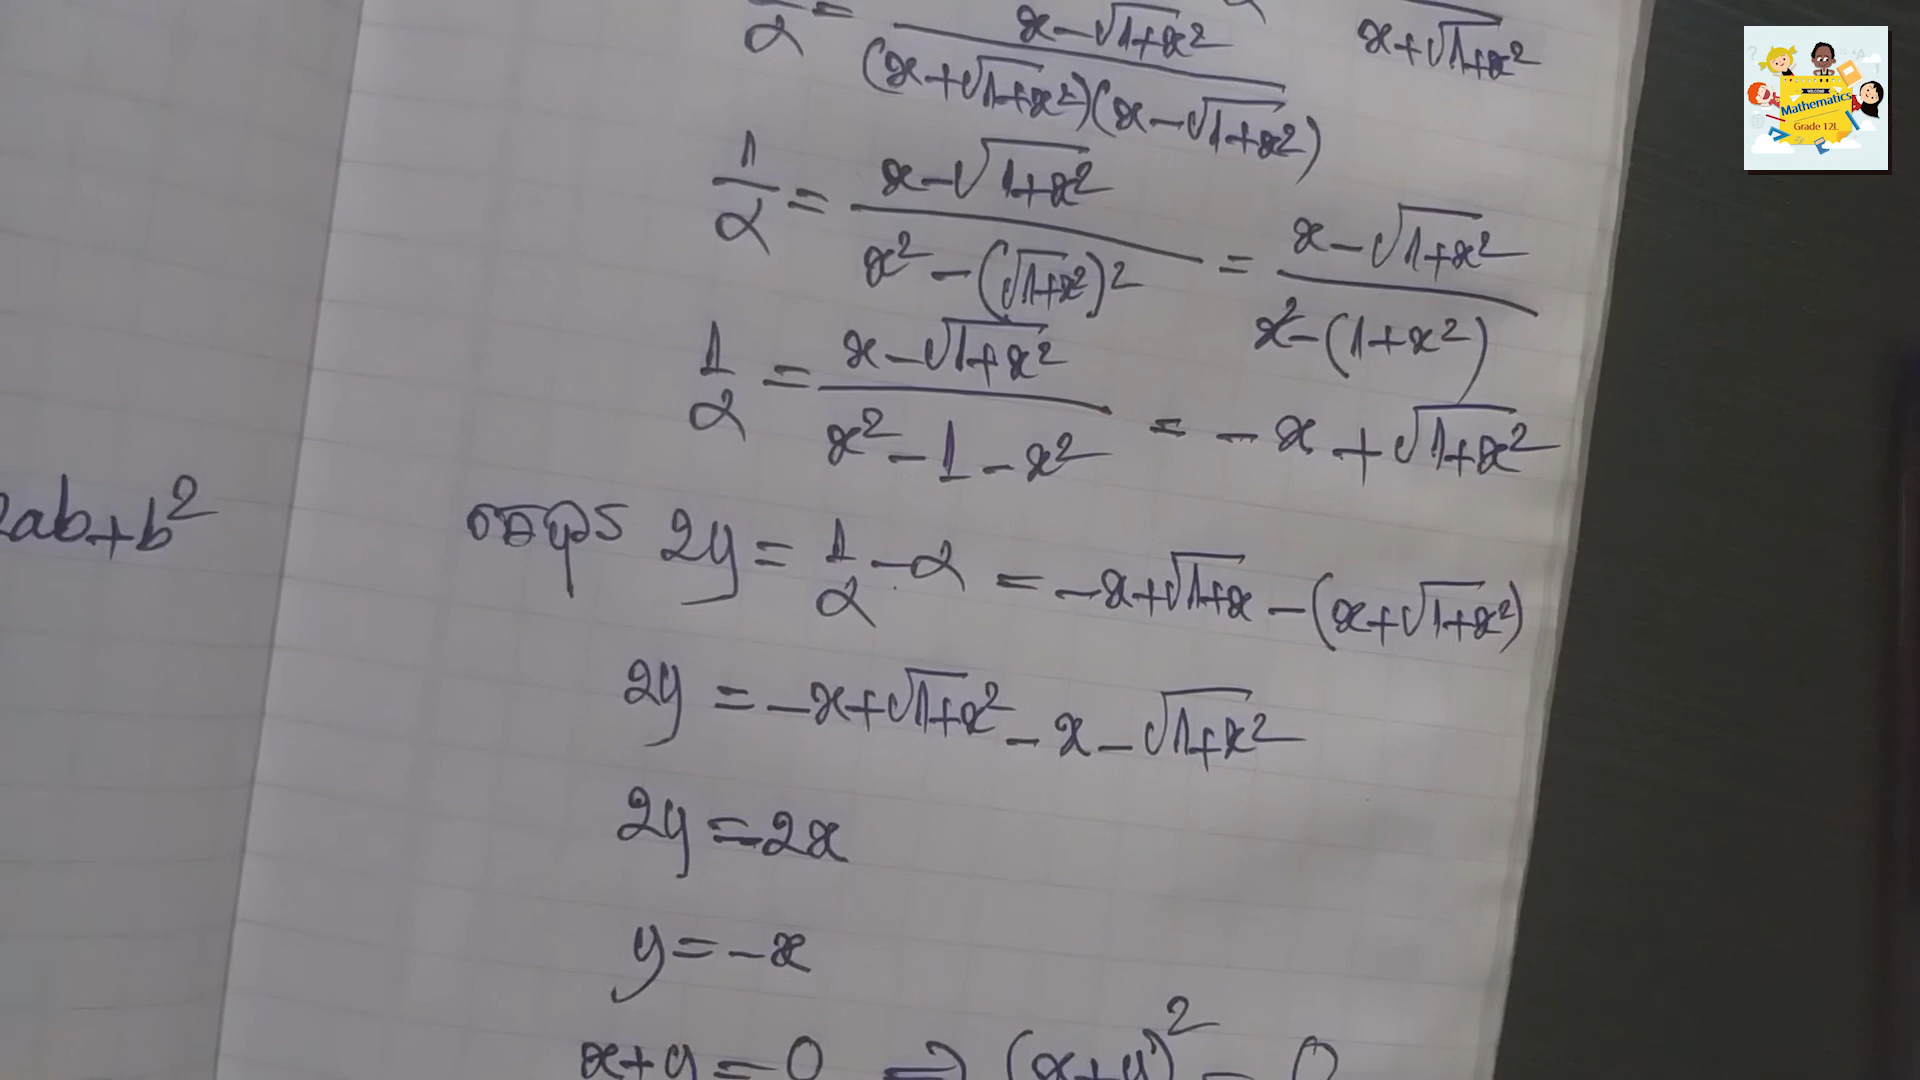 1/α = (x-√(1+x²))/((x+√(1+x²))(x-√(1+x²)))
x+√(1+x²)
1/α = (x-√(1+x²))/(x²-(√(1+x²))²) = (x-√(1+x²))/(x²-(1+x²))
1/α = (x-√(1+x²))/(x²-1-x²) = -x+√(1+x²)
2ab+b²
2y = 1/α - α = -x+√(1+x) - (x+√(1+x²))
2y = -x+√(1+x²) - x - √(1+x²)
2y = -2x
y = -x
x+y = 0 ⇒ (x+y)² = 0
WELCOME
Mathematics
Grade 12L